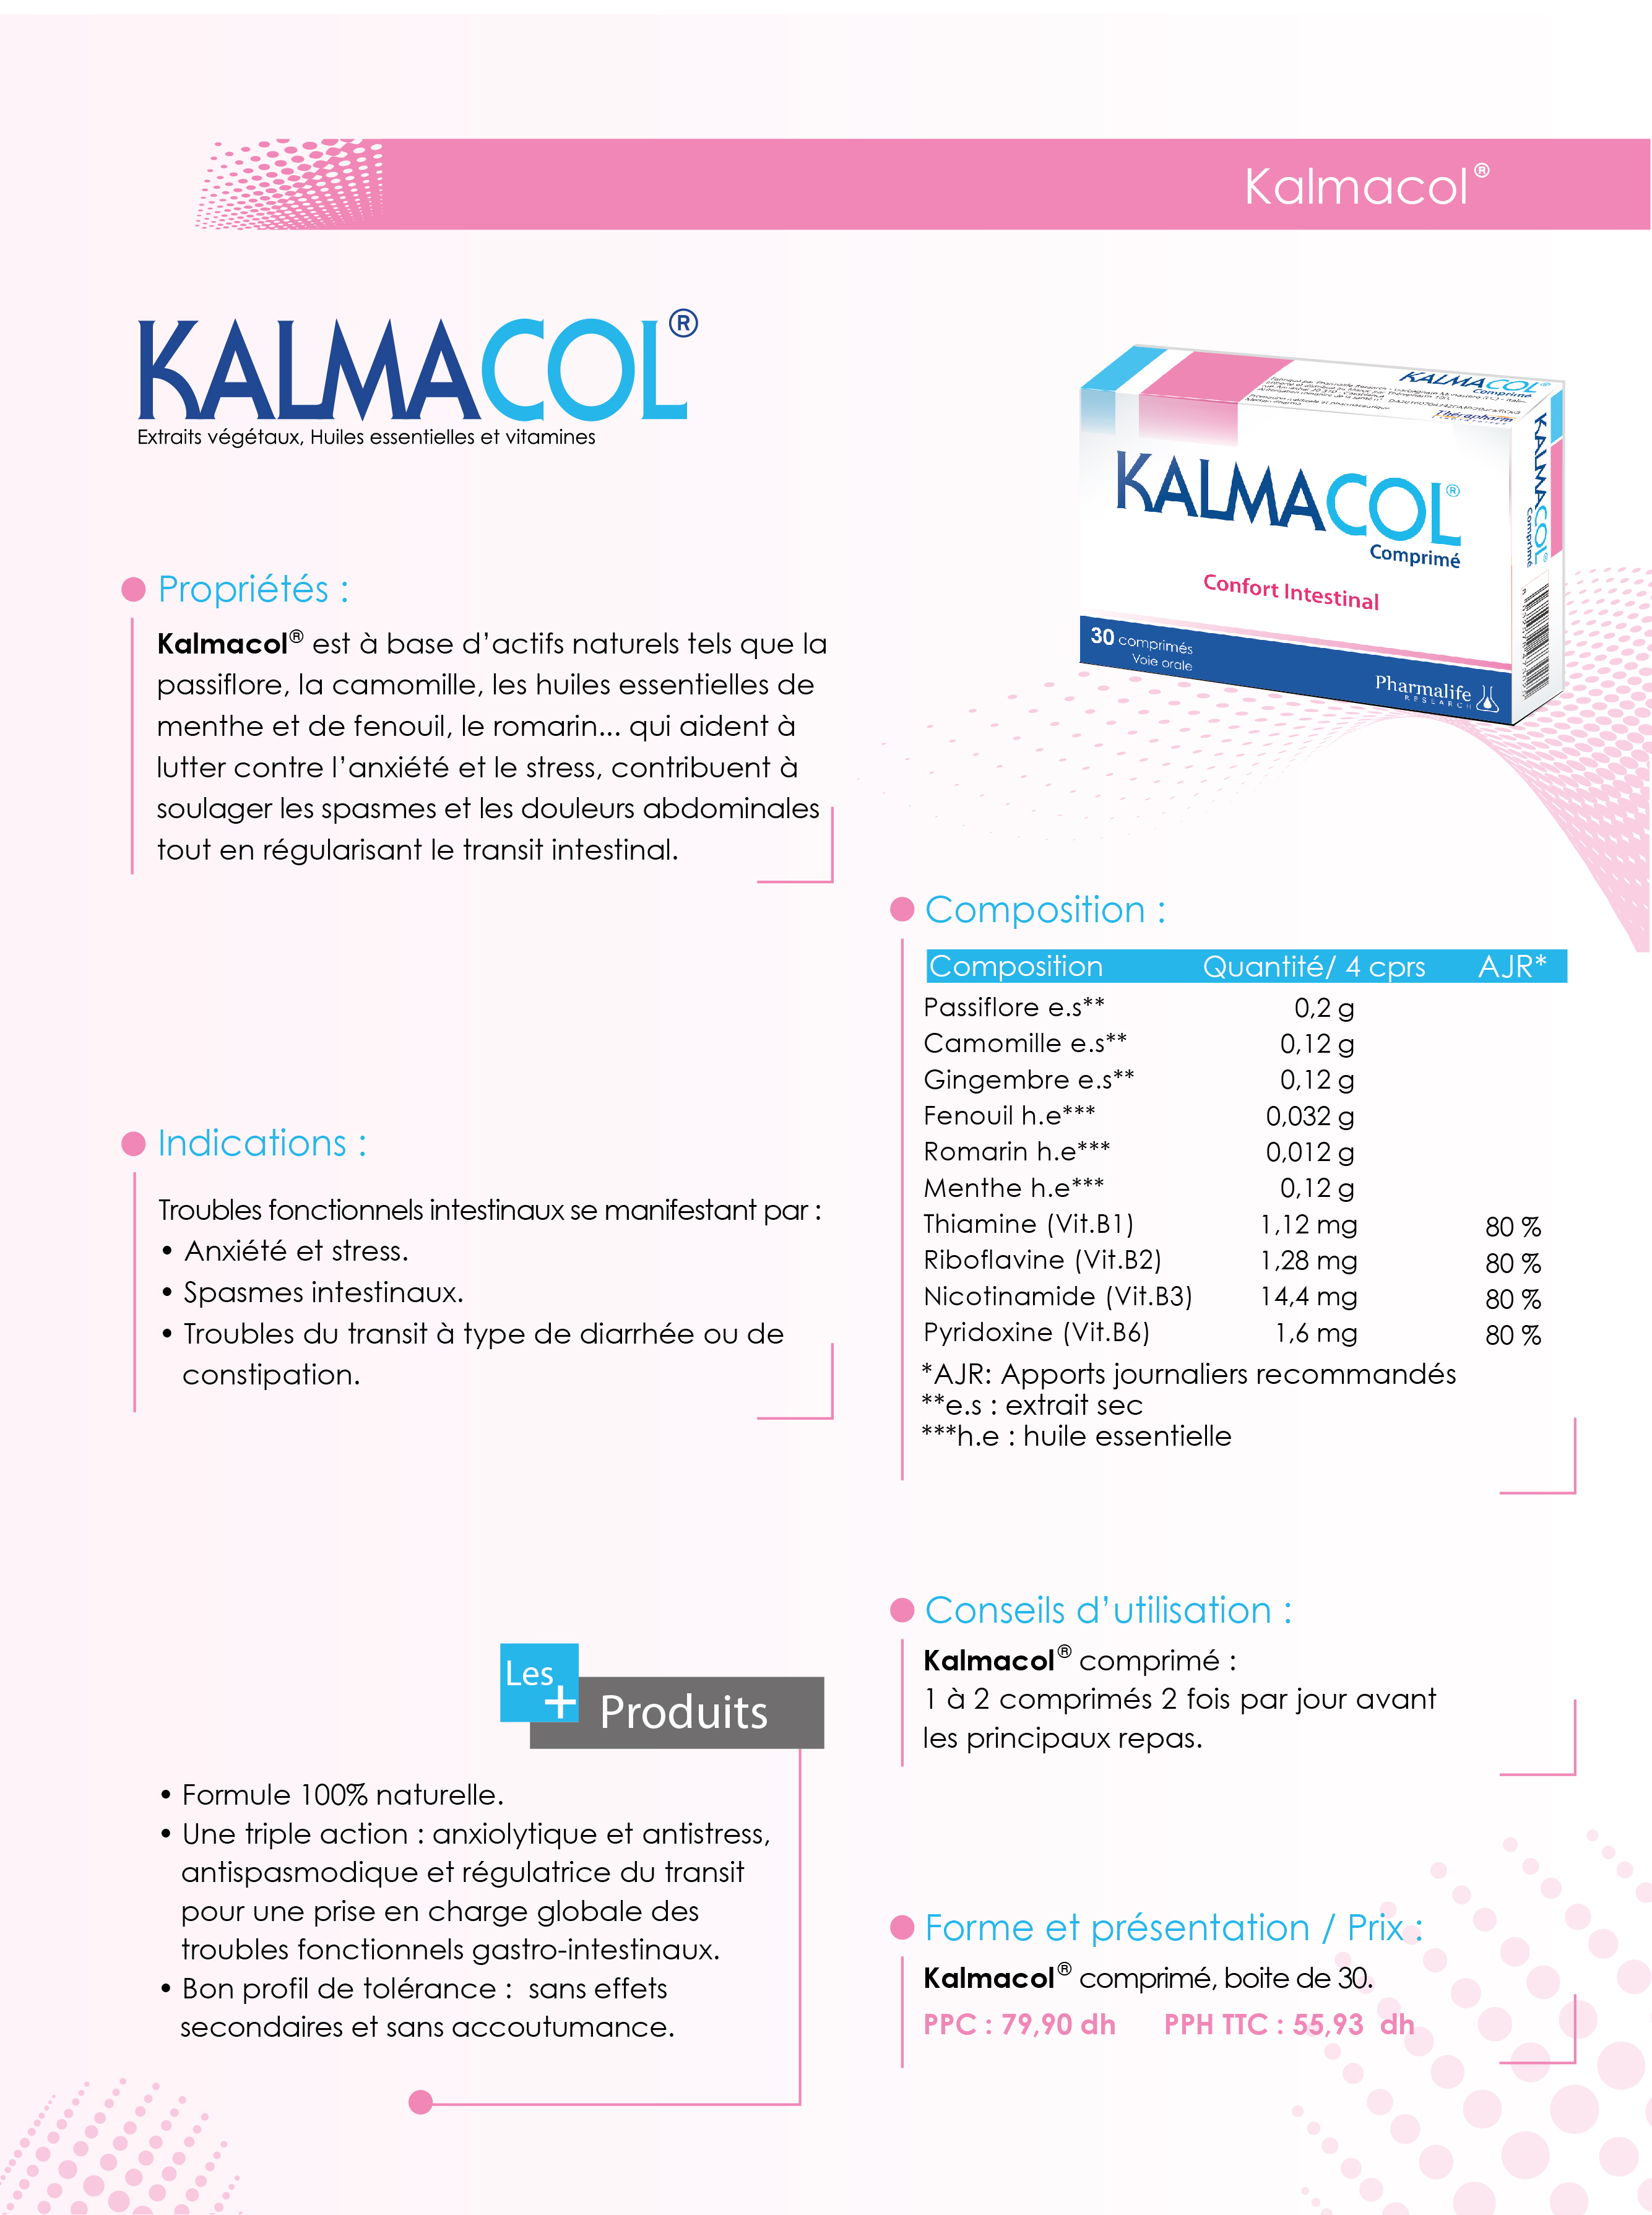 Kalmacol®
KALMACOL®
Extraits végétaux, Huiles essentielles et vitamines
KALMACOL®
Comprimé
Thérapharm
KALMACOL®
Comprimé
Confort Intestinal
30 comprimés
Voie orale
Pharmalife
RESEARCH
KALMACOL®
Comprimé
Propriétés :
Kalmacol® est à base d’actifs naturels tels que la
passiflore, la camomille, les huiles essentielles de
menthe et de fenouil, le romarin... qui aident à
lutter contre l’anxiété et le stress, contribuent à
soulager les spasmes et les douleurs abdominales
tout en régularisant le transit intestinal.
Indications :
Troubles fonctionnels intestinaux se manifestant par :
• Anxiété et stress.
• Spasmes intestinaux.
• Troubles du transit à type de diarrhée ou de
constipation.
Les +
Produits
• Formule 100% naturelle.
• Une triple action : anxiolytique et antistress,
antispasmodique et régulatrice du transit
pour une prise en charge globale des
troubles fonctionnels gastro-intestinaux.
• Bon profil de tolérance : sans effets
secondaires et sans accoutumance.
Composition :
Composition Quantité/ 4 cprs AJR*
Passiflore e.s** 0,2 g
Camomille e.s** 0,12 g
Gingembre e.s** 0,12 g
Fenouil h.e*** 0,032 g
Romarin h.e*** 0,012 g
Menthe h.e*** 0,12 g
Thiamine (Vit.B1) 1,12 mg 80 %
Riboflavine (Vit.B2) 1,28 mg 80 %
Nicotinamide (Vit.B3) 14,4 mg 80 %
Pyridoxine (Vit.B6) 1,6 mg 80 %
*AJR: Apports journaliers recommandés
**e.s : extrait sec
***h.e : huile essentielle
Conseils d’utilisation :
Kalmacol® comprimé :
1 à 2 comprimés 2 fois par jour avant
les principaux repas.
Forme et présentation / Prix :
Kalmacol® comprimé, boite de 30.
PPC : 79,90 dh PPH TTC : 55,93 dh